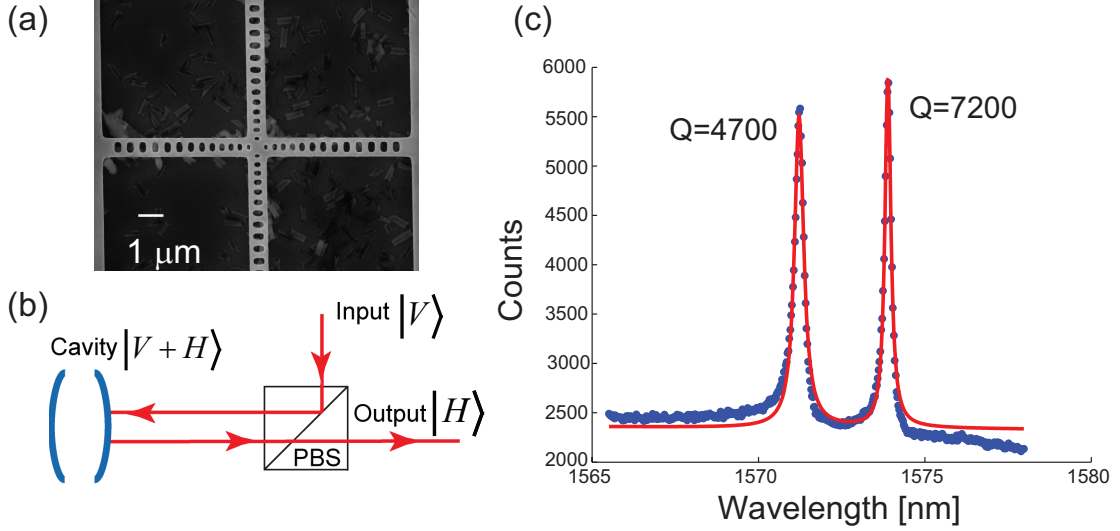 (a)
1 μm
(b)
Input |V⟩
Cavity |V + H⟩
Output |H⟩
PBS
(c)
Q=4700
Q=7200
6000
5500
5000
4500
4000
3500
3000
2500
2000
1565
1570
1575
1580
Counts
Wavelength [nm]